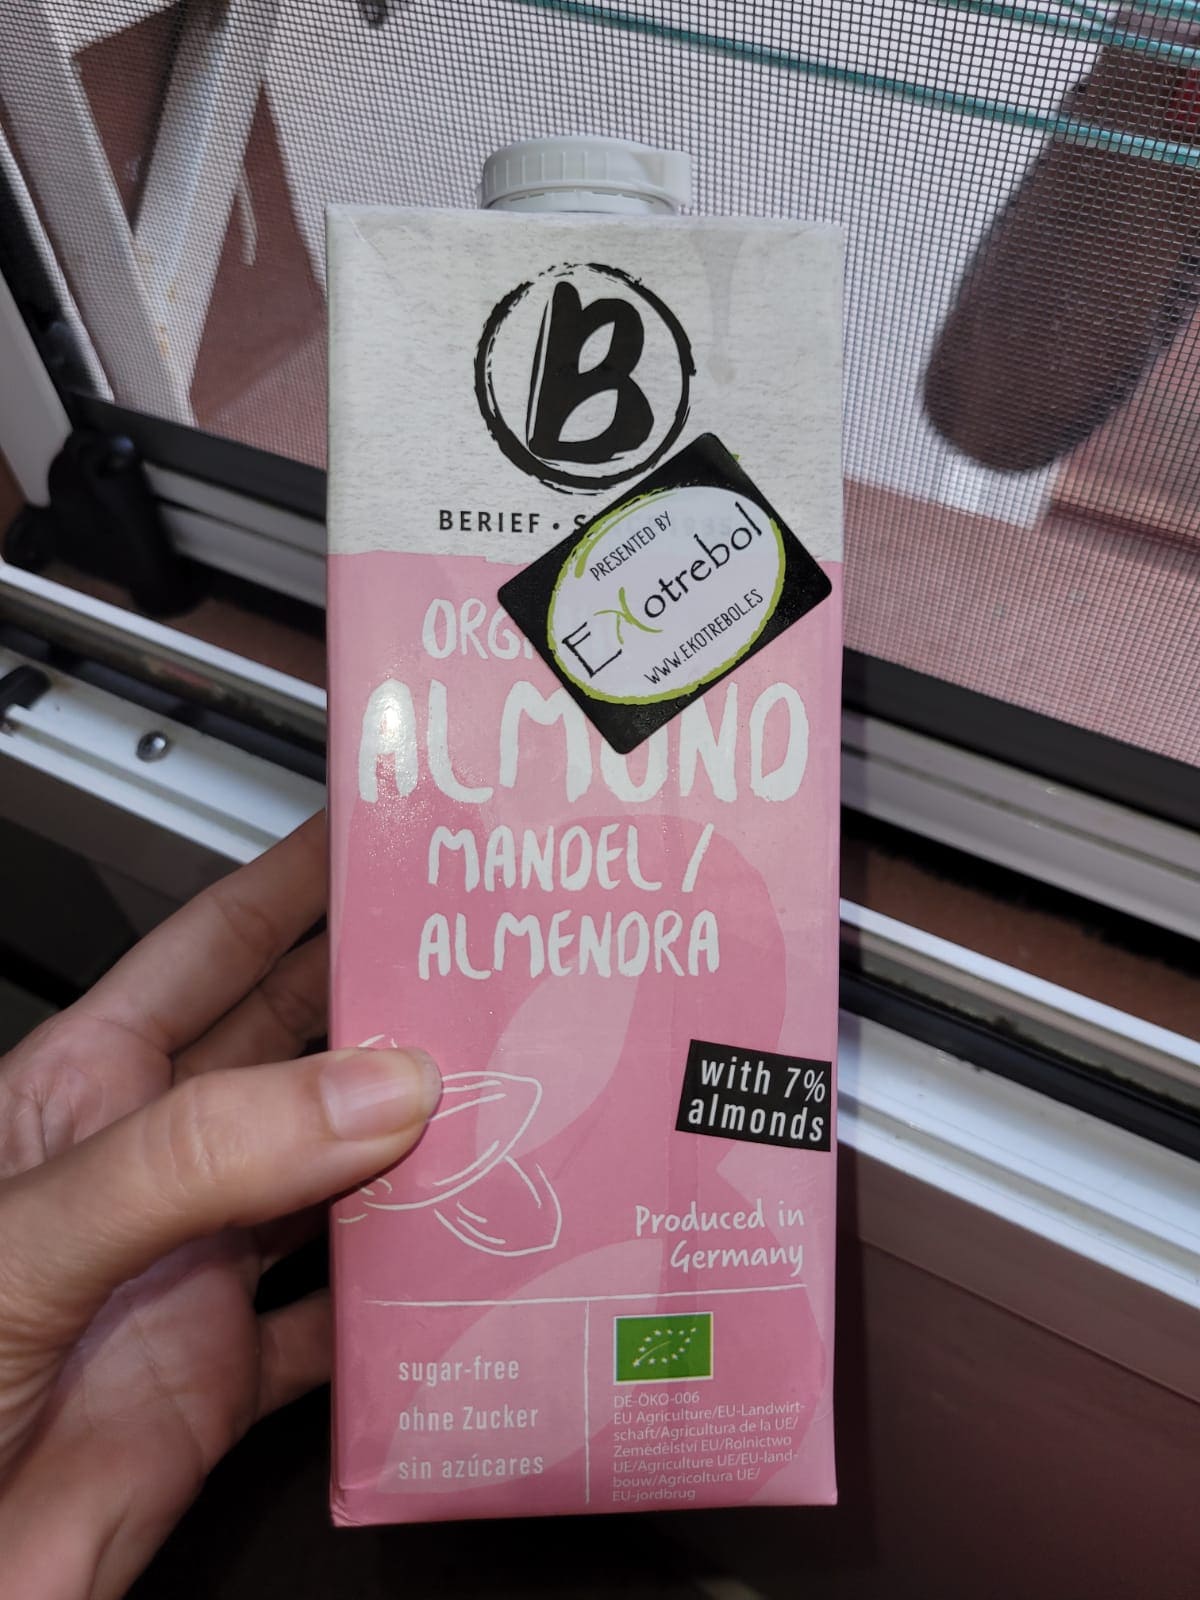 B
BERIEF • S
PRESENTED BY
Ekotrebol
WWW.EKOTREBOL.ES
ALMOND
MANDEL /
ALMENDRA
with 7%
almonds
Produced in
Germany
sugar-free
ohne Zucker
sin azúcares
DE-ÖKO-006
EU Agriculture/EU-Landwirt-
schaft/Agricultura de la UE/
Zemědělství EU/Rolnictwo
UE/Agriculture UE/EU-land-
bouw/Agricoltura UE/
EU-jordbrug